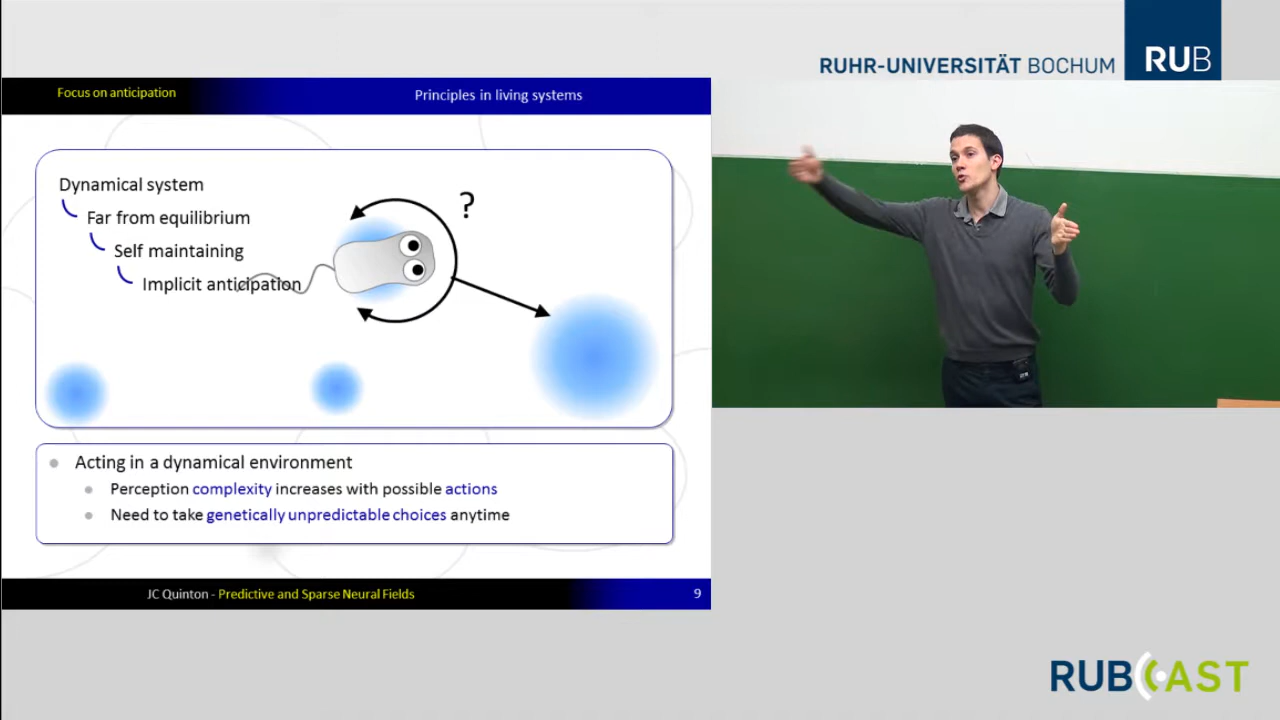 RUHR-UNIVERSITÄT BOCHUM
RUB
Focus on anticipation
Principles in living systems
Dynamical system
Far from equilibrium
Self maintaining
Implicit anticipation
?
Acting in a dynamical environment
Perception complexity increases with possible actions
Need to take genetically unpredictable choices anytime
JC Quinton - Predictive and Sparse Neural Fields
9
RUBCAST